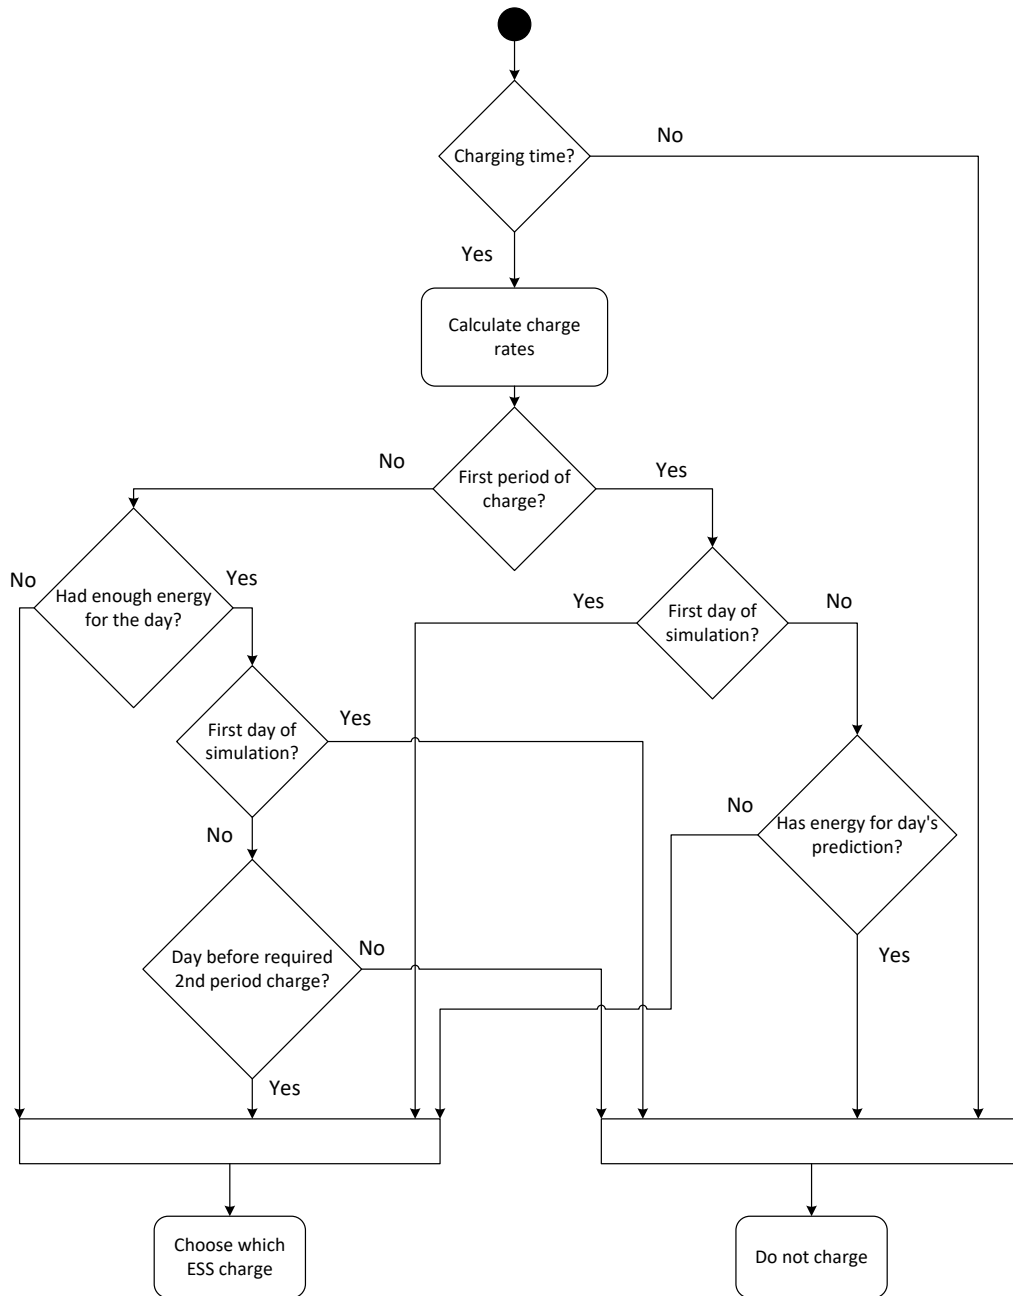 No
Charging time?
Yes
Calculate charge
rates
No
Yes
First period of
charge?
No
Yes
Had enough energy
for the day?
Yes
No
First day of
simulation?
Yes
First day of
simulation?
No
No
Has energy for day's
prediction?
Yes
No
Day before required
2nd period charge?
Yes
Choose which
ESS charge
Do not charge